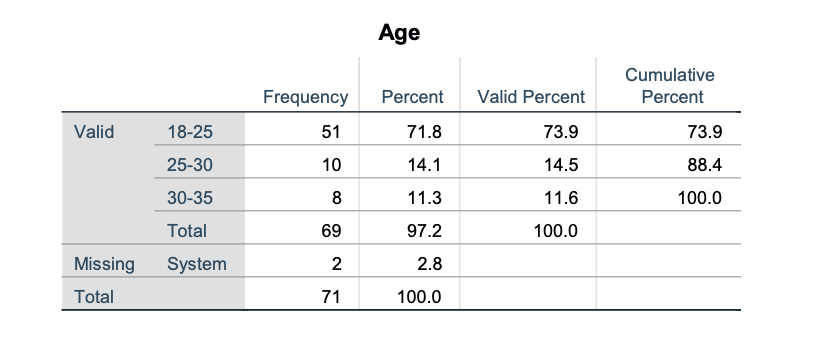 Age
Frequency Percent Valid Percent Cumulative Percent
Valid 18-25 51 71.8 73.9 73.9
25-30 10 14.1 14.5 88.4
30-35 8 11.3 11.6 100.0
Total 69 97.2 100.0
Missing System 2 2.8
Total 71 100.0